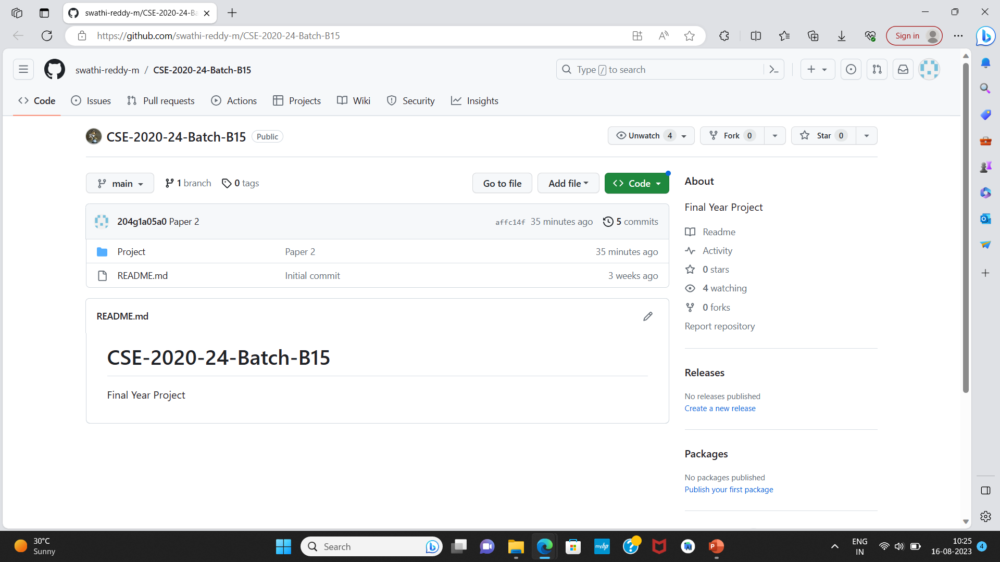 swathi-reddy-m/CSE-2020-24-Ba
https://github.com/swathi-reddy-m/CSE-2020-24-Batch-B15
Sign in
swathi-reddy-m / CSE-2020-24-Batch-B15
Type / to search
Code Issues Pull requests Actions Projects Wiki Security Insights
CSE-2020-24-Batch-B15 Public
Unwatch 4 Fork 0 Star 0
main 1 branch 0 tags
Go to file Add file Code
204g1a05a0 Paper 2 affc14f 35 minutes ago 5 commits
Project Paper 2 35 minutes ago
README.md Initial commit 3 weeks ago
README.md
CSE-2020-24-Batch-B15
Final Year Project
About
Final Year Project
Readme
Activity
0 stars
4 watching
0 forks
Report repository
Releases
No releases published
Create a new release
Packages
No packages published
Publish your first package
30°C
Sunny
Search
myhp
ENG
IN
10:25
16-08-2023
4